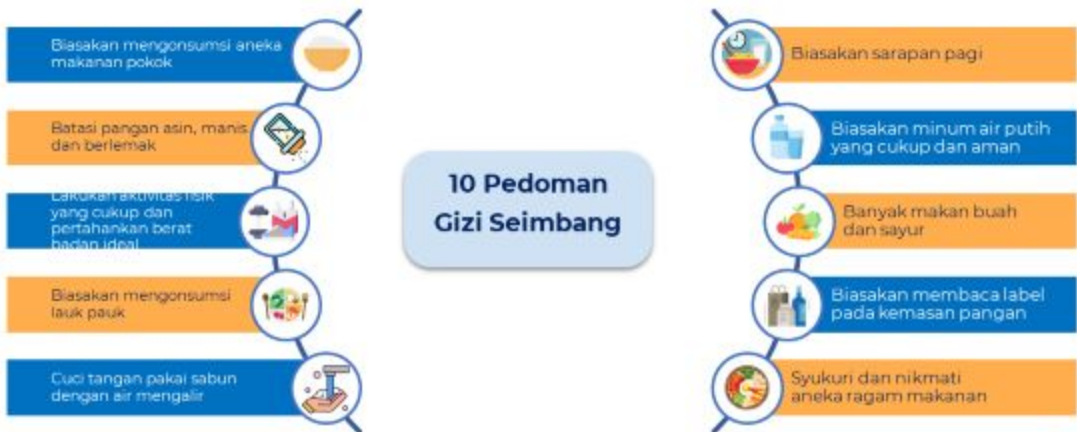 Biasakan mengonsumsi aneka
makanan pokok
Batasi pangan asin, manis
dan berlemak
Lakukan aktivitas fisik
yang cukup dan
pertahankan berat
badan ideal
Biasakan mengonsumsi
lauk pauk
Cuci tangan pakai sabun
dengan air mengalir
10 Pedoman
Gizi Seimbang
Biasakan sarapan pagi
Biasakan minum air putih
yang cukup dan aman
Banyak makan buah
dan sayur
Biasakan membaca label
pada kemasan pangan
Syukuri dan nikmati
aneka ragam makanan